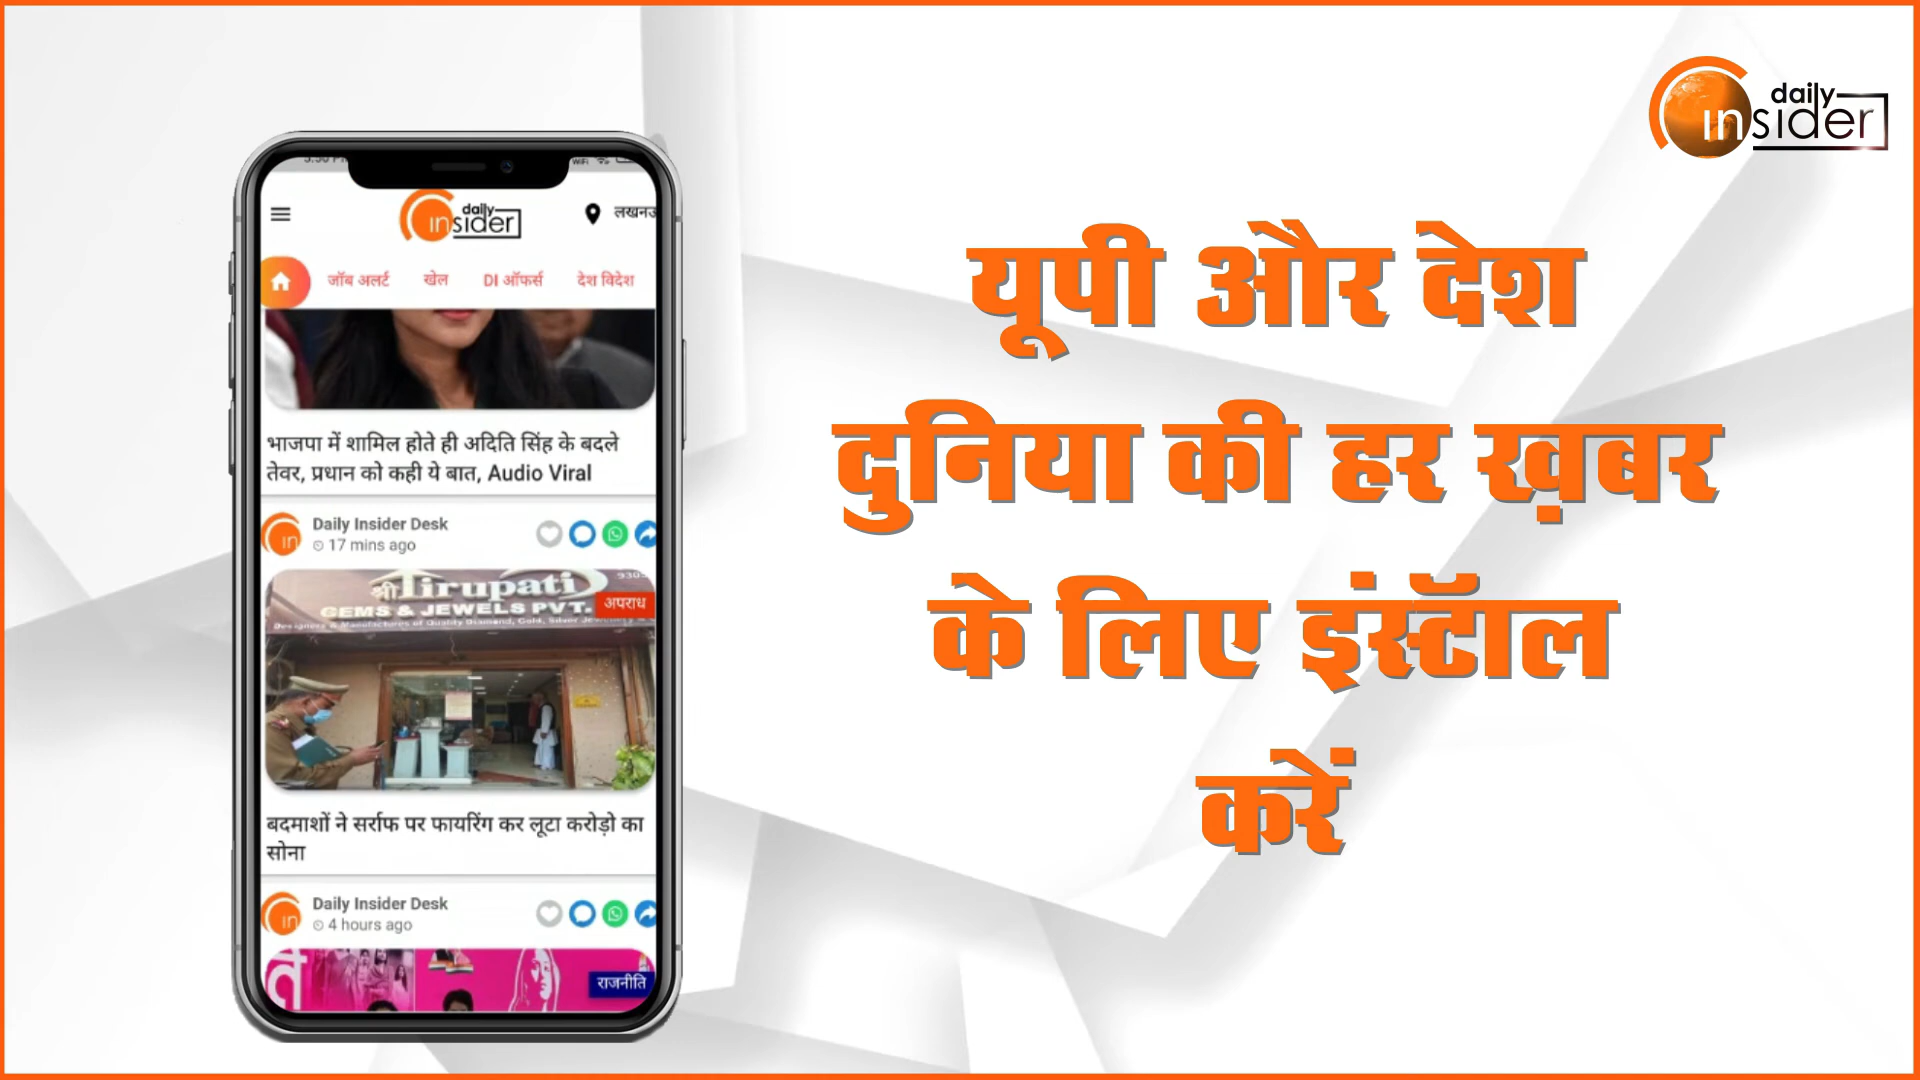 daily
insider
यूपी और देश
दुनिया की हर ख़बर
के लिए इंस्टॉल
करें
daily
insider
जॉब अलर्ट खेल DI ऑफर्स देश विदेश
भाजपा में शामिल होते ही अदिति सिंह के बदले
तेवर, प्रधान को कही ये बात, Audio Viral
Daily Insider Desk
17 mins ago
श्री Tirupati
GEMS & JEWELS PVT.
अपराध
बदमाशों ने सर्राफ पर फायरिंग कर लूटा करोड़ो का
सोना
in
Daily Insider Desk
4 hours ago
राजनीति